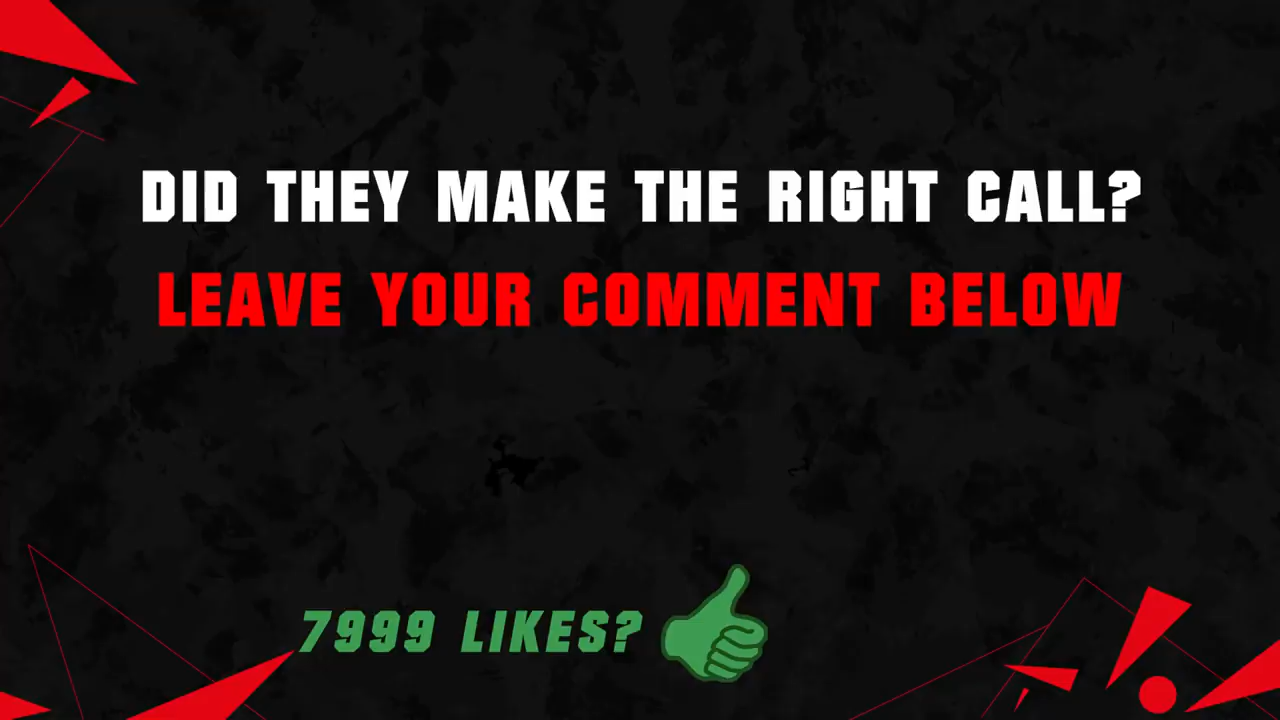 DID THEY MAKE THE RIGHT CALL?
LEAVE YOUR COMMENT BELOW
7999 LIKES?